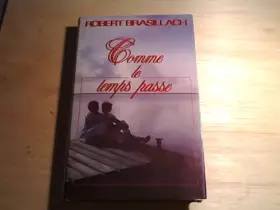 ROBERT BRASILLACH
Comme
le
temps passe